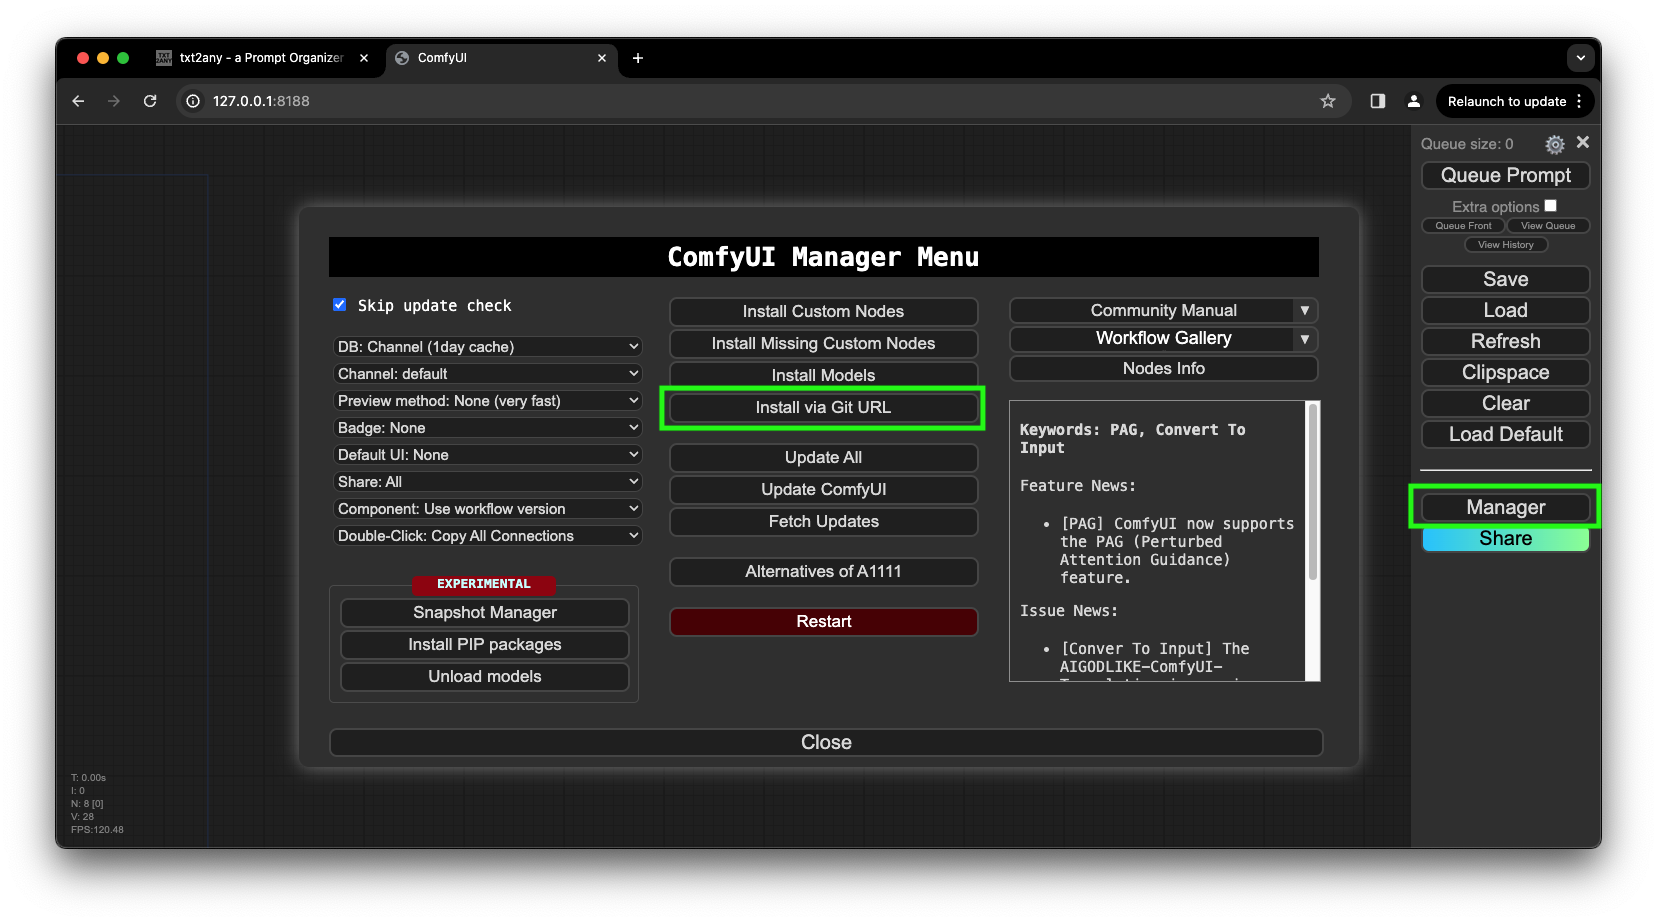 txt2any - a Prompt Organizer
ComfyUI
127.0.0.1:8188
Relaunch to update
Queue size: 0
Queue Prompt
Extra options
Queue Front
View Queue
View History
Save
Load
Refresh
Clipspace
Clear
Load Default
Manager
Share
ComfyUI Manager Menu
Skip update check
DB: Channel (1day cache)
Channel: default
Preview method: None (very fast)
Badge: None
Default UI: None
Share: All
Component: Use workflow version
Double-Click: Copy All Connections
EXPERIMENTAL
Snapshot Manager
Install PIP packages
Unload models
Install Custom Nodes
Install Missing Custom Nodes
Install Models
Install via Git URL
Update All
Update ComfyUI
Fetch Updates
Alternatives of A1111
Restart
Community Manual
Workflow Gallery
Nodes Info
Keywords: PAG, Convert To
Input
Feature News:
• [PAG] ComfyUI now supports
the PAG (Perturbed
Attention Guidance)
feature.
Issue News:
• [Conver To Input] The
AIGODLIKE-ComfyUI-
Close
T: 0.00s
I: 0
N: 8 [0]
V: 28
FPS:120.48